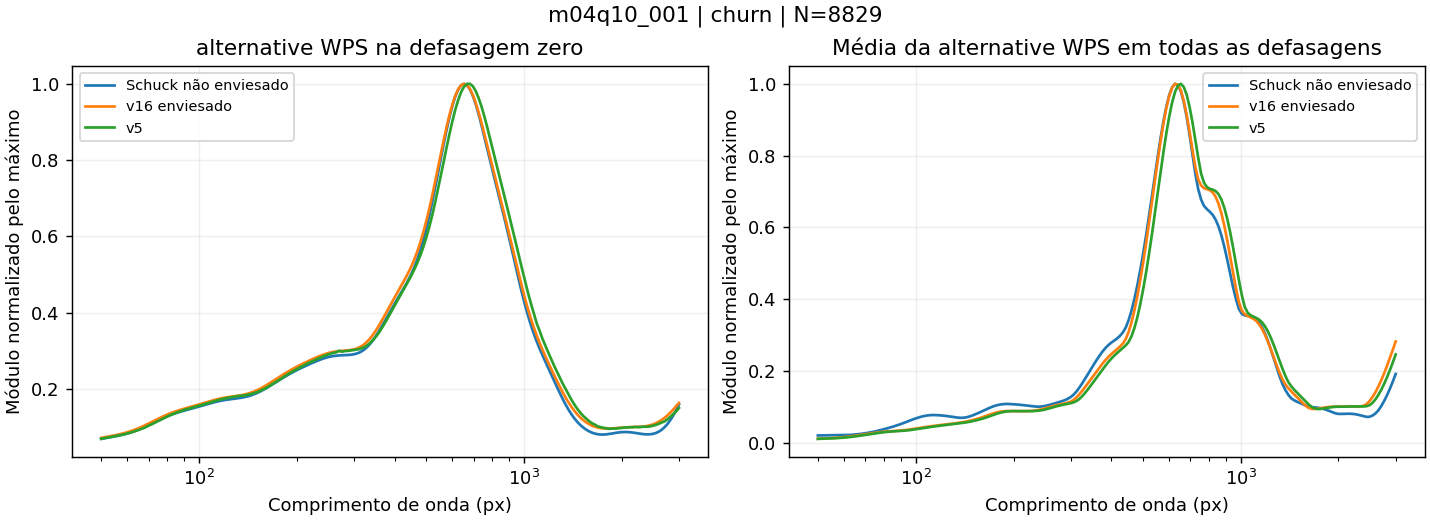 m04q10_001 | churn | N=8829
alternative WPS na defasagem zero
Módulo normalizado pelo máximo
1.0
0.8
0.6
0.4
0.2
Schuck não enviesado
v16 enviesado
v5
10²
10³
Comprimento de onda (px)
Média da alternative WPS em todas as defasagens
Módulo normalizado pelo máximo
1.0
0.8
0.6
0.4
0.2
0.0
Schuck não enviesado
v16 enviesado
v5
10²
10³
Comprimento de onda (px)